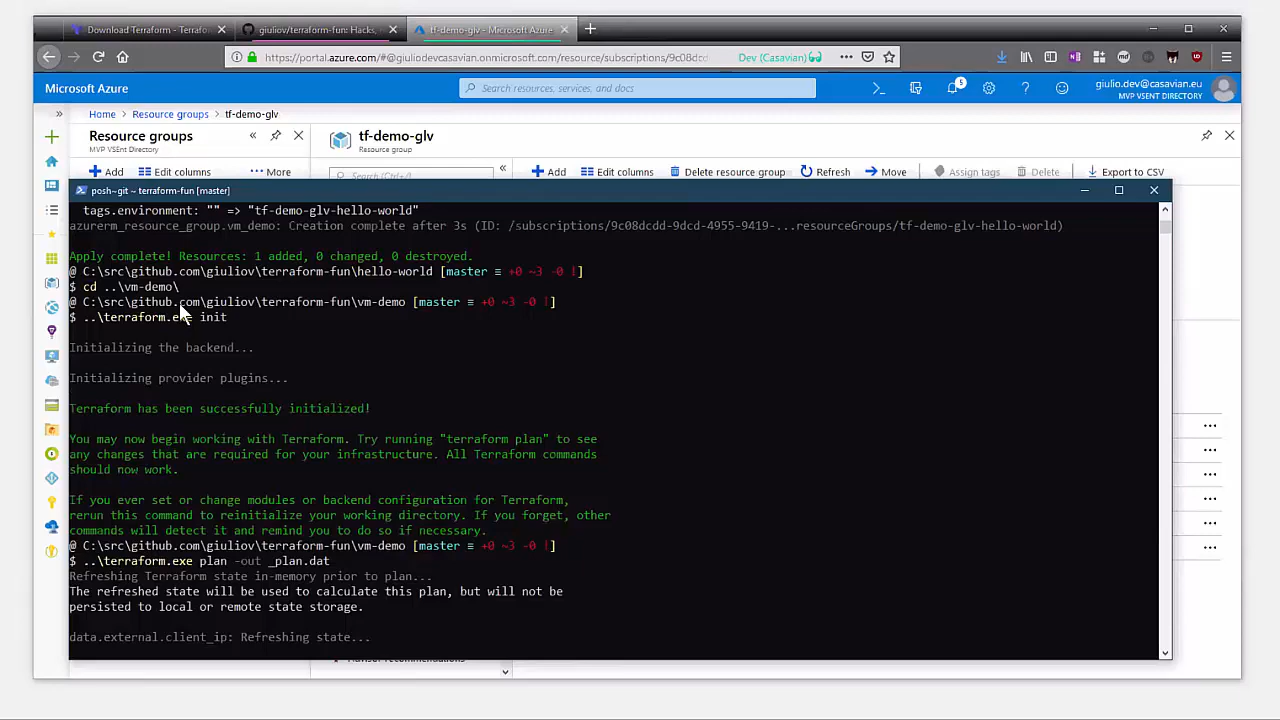 Download Terraform - Terrafo
giuliov/terraform-fun: Hacks,
tf-demo-glv - Microsoft Azure
https://portal.azure.com/#@giuliodevcasavian.onmicrosoft.com/resource/subscriptions/9c08dcd
Dev (Casavian)
Microsoft Azure
Search resources, services, and docs
5
giulio.dev@casavian.eu
MVP VSENT DIRECTORY
Home
Resource groups
tf-demo-glv
Resource groups
MVP VSEnt Directory
tf-demo-glv
Resource group
Add
Edit columns
More
Search (Ctrl+/)
Add
Edit columns
Delete resource group
Refresh
Move
Assign tags
Delete
Export to CSV
posh~git ~ terraform-fun [master]
tags.environment: "" => "tf-demo-glv-hello-world"
azurerm_resource_group.vm_demo: Creation complete after 3s (ID: /subscriptions/9c08dcdd-9dcd-4955-9419-...resourceGroups/tf-demo-glv-hello-world)
Apply complete! Resources: 1 added, 0 changed, 0 destroyed.
@ C:\src\github.com\giuliov\terraform-fun\hello-world [master ≡ +0 ~3 -0 !]
$ cd ..\vm-demo\
@ C:\src\github.com\giuliov\terraform-fun\vm-demo [master ≡ +0 ~3 -0 !]
$ ..\terraform.exe init
Initializing the backend...
Initializing provider plugins...
Terraform has been successfully initialized!
You may now begin working with Terraform. Try running "terraform plan" to see
any changes that are required for your infrastructure. All Terraform commands
should now work.
If you ever set or change modules or backend configuration for Terraform,
rerun this command to reinitialize your working directory. If you forget, other
commands will detect it and remind you to do so if necessary.
@ C:\src\github.com\giuliov\terraform-fun\vm-demo [master ≡ +0 ~3 -0 !]
$ ..\terraform.exe plan -out _plan.dat
Refreshing Terraform state in-memory prior to plan...
The refreshed state will be used to calculate this plan, but will not be
persisted to local or remote state storage.
data.external.client_ip: Refreshing state...